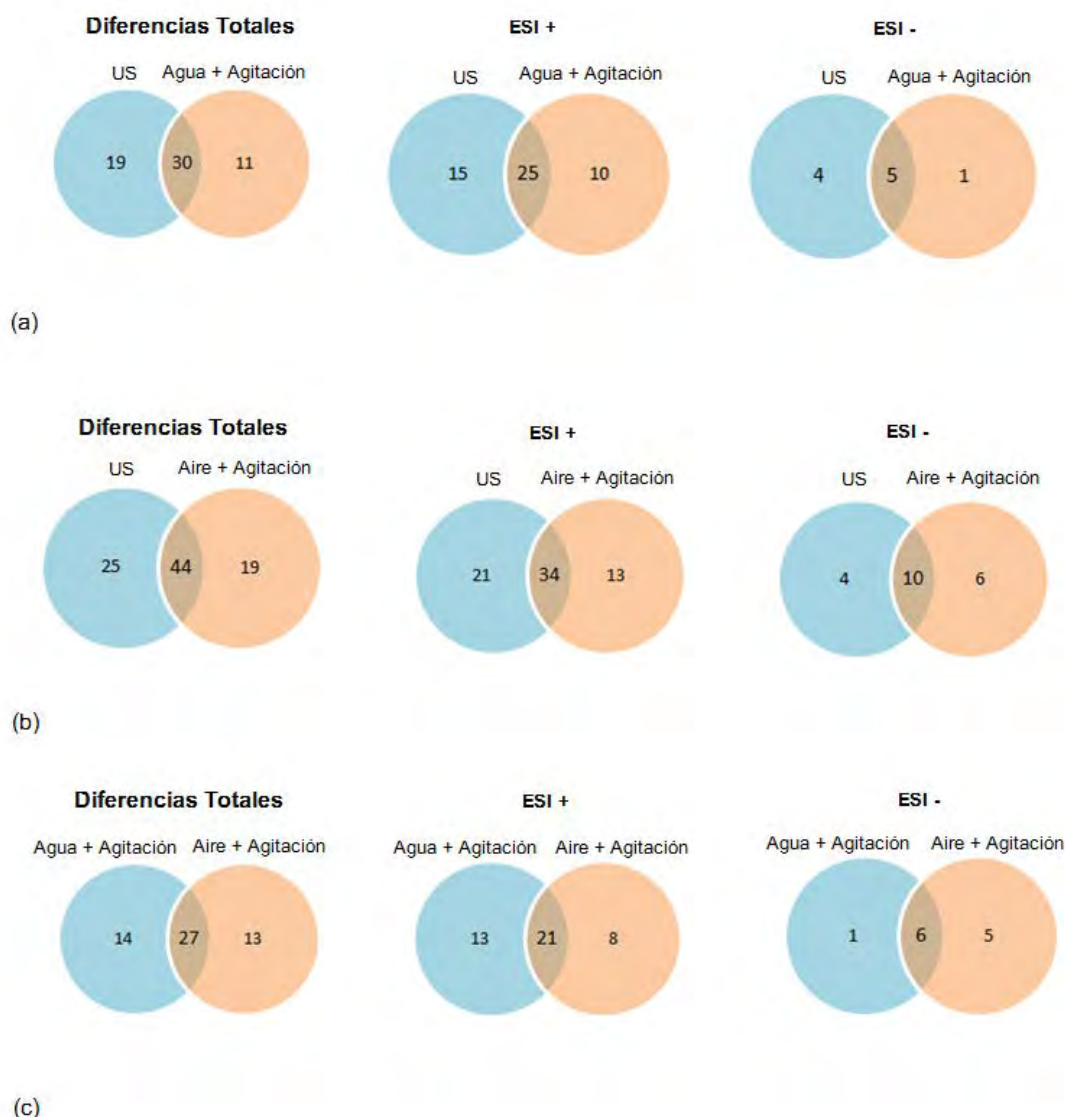 Diferencias Totales
ESI +
ESI -
US
Agua + Agitación
US
Agua + Agitación
US
Agua + Agitación
19
30
11
15
25
10
4
5
1
(a)
Diferencias Totales
ESI +
ESI -
US
Aire + Agitación
US
Aire + Agitación
US
Aire + Agitación
25
44
19
21
34
13
4
10
6
(b)
Diferencias Totales
ESI +
ESI -
Agua + Agitación
Aire + Agitación
Agua + Agitación
Aire + Agitación
Agua + Agitación
Aire + Agitación
14
27
13
13
21
8
1
6
5
(c)